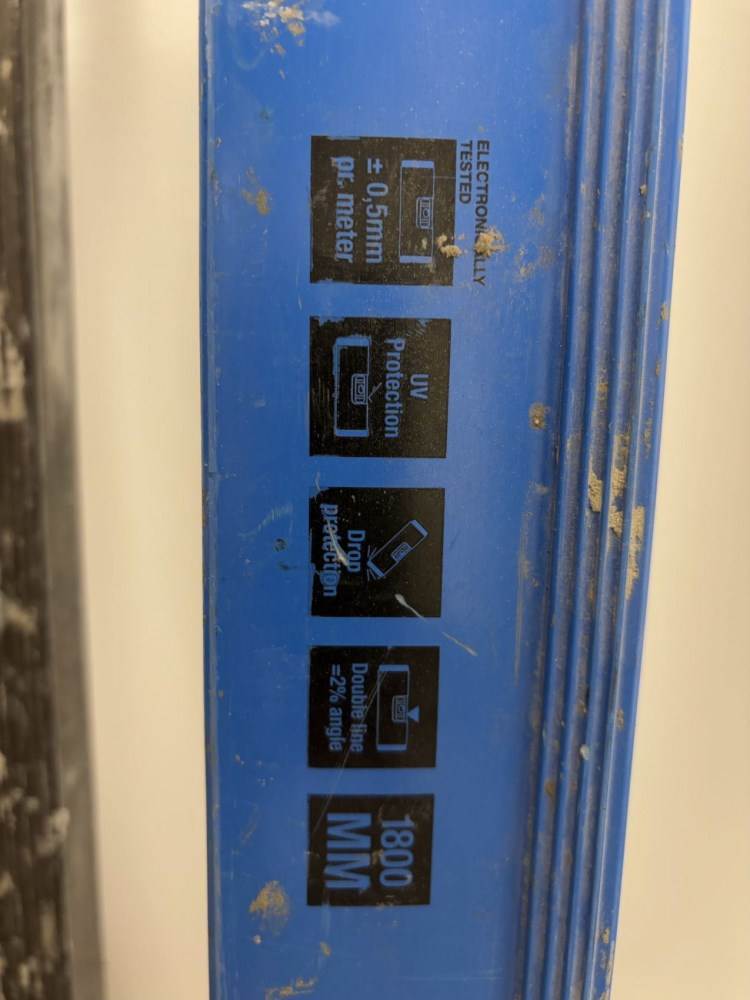 ELECTRONICALLY
TESTED
± 0,5mm
pr. meter
UV
Protection
Drop
protection
Double line
=2% angle
1800
MM